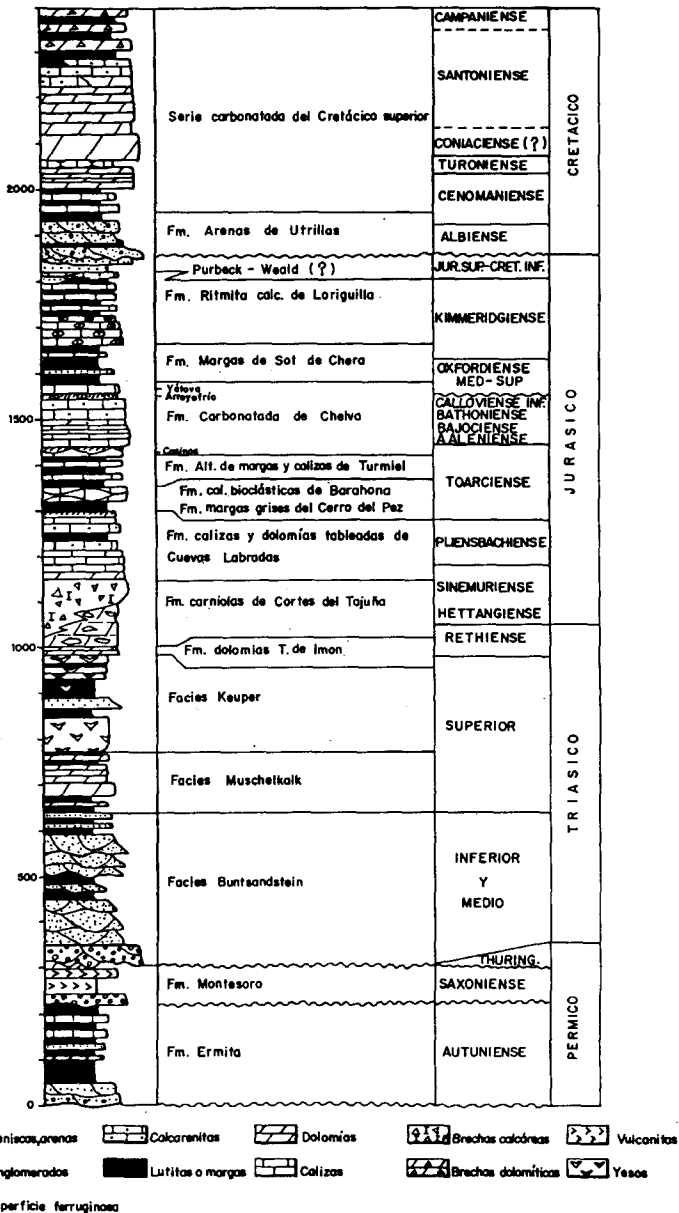 CAMPANIENSE
SANTONIENSE
Serie carbonatada del Cretácico superior
CONIACIENSE (?)
TURONIENSE
2000
CENOMANIENSE
CRETACICO
Fm. Arenas de Utrillas
ALBIENSE
Purbeck - Weald (?)
JUR.SUP-CRET. INF.
Fm. Ritmita calc. de Loriguilla
KIMMERIDGIENSE
Fm. Margas de Sot de Chera
OXFORDIENSE
MED-SUP
Yátova
Arroyofrío
CALLOVIENSE INF.
1500
Fm. Carbonatada de Chelva
BATHONIENSE
BAJOCIENSE
AALENIENSE
JURASICO
Casinos
Fm. Alt. de margas y calizas de Turmiel
TOARCIENSE
Fm. cal. bioclásticas de Barahona
Fm. margas grises del Cerro del Pez
Fm. calizas y dolomías tableadas de
Cuevas Labradas
PLIENSBACHIENSE
SINEMURIENSE
Fm. carniolas de Cortes del Tajuña
HETTANGIENSE
RETHIENSE
1000
Fm. dolomías T. de Imon
Facies Keuper
SUPERIOR
Facies Muschelkalk
TRIASICO
INFERIOR
Y
MEDIO
500
Facies Buntsandstein
THURING.
Fm. Montesoro
SAXONIENSE
Fm. Ermita
AUTUNIENSE
PERMICO
0
niscas,arenas
Calcarenitas
Dolomías
Brechas calcáreas
Vulcanitas
nglomerados
Lutitas o margas
Calizas
Brechas dolomíticas
Yesos
perficie ferruginosa